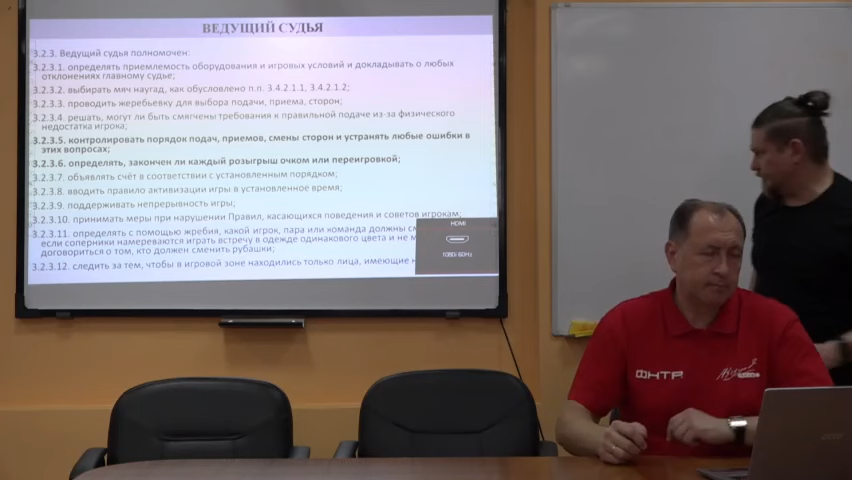 ВЕДУЩИЙ СУДЬЯ
3.2.3. Ведущий судья полномочен:
3.2.3.1. определять приемлемость оборудования и игровых условий и докладывать о любых
отклонениях главному судье;
3.2.3.2. выбирать мяч наугад, как обусловлено п.п. 3.4.2.1.1, 3.4.2.1.2;
3.2.3.3. проводить жеребьевку для выбора подачи, приема, сторон;
3.2.3.4. решать, могут ли быть смягчены требования к правильной подаче из-за физического
недостатка игрока;
3.2.3.5. контролировать порядок подач, приемов, смены сторон и устранять любые ошибки в
этих вопросах;
3.2.3.6. определять, закончен ли каждый розыгрыш очком или переигровкой;
3.2.3.7. объявлять счёт в соответствии с установленным порядком;
3.2.3.8. вводить правило активизации игры в установленное время;
3.2.3.9. поддерживать непрерывность игры;
3.2.3.10. принимать меры при нарушении Правил, касающихся поведения и советов игрокам;
3.2.3.11. определять с помощью жребия, какой игрок, пара или команда должны
если соперники намереваются играть встречу в одежде одинакового цвета и не
договориться о том, кто должен сменить рубашки;
3.2.3.12. следить за тем, чтобы в игровой зоне находились только лица, имеющие
HDMI
1080i 60Hz
ФНТР